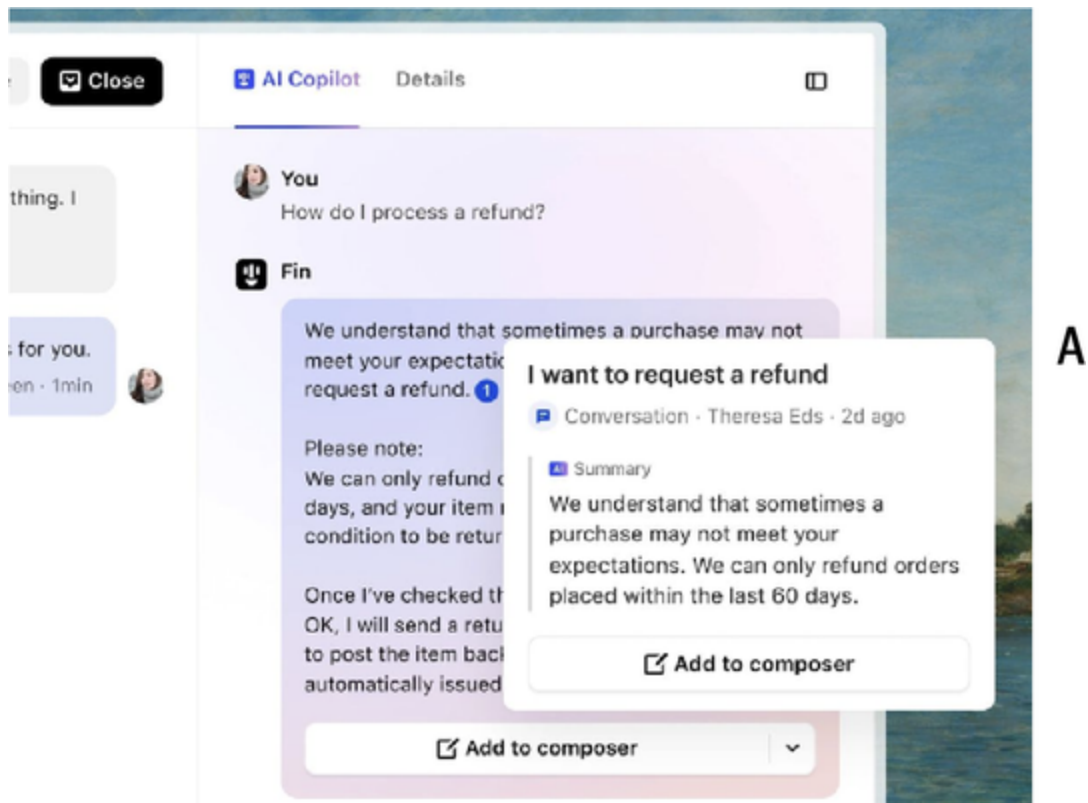 Close
AI Copilot
Details
thing. I
for you.
en · 1min
You
How do I process a refund?
Fin
We understand that sometimes a purchase may not
meet your expectatio
request a refund. 1
Please note:
We can only refund
days, and your item
condition to be retur
Once I've checked th
OK, I will send a retu
to post the item back
automatically issued
Add to composer
I want to request a refund
Conversation · Theresa Eds · 2d ago
AI Summary
We understand that sometimes a
purchase may not meet your
expectations. We can only refund orders
placed within the last 60 days.
Add to composer
A